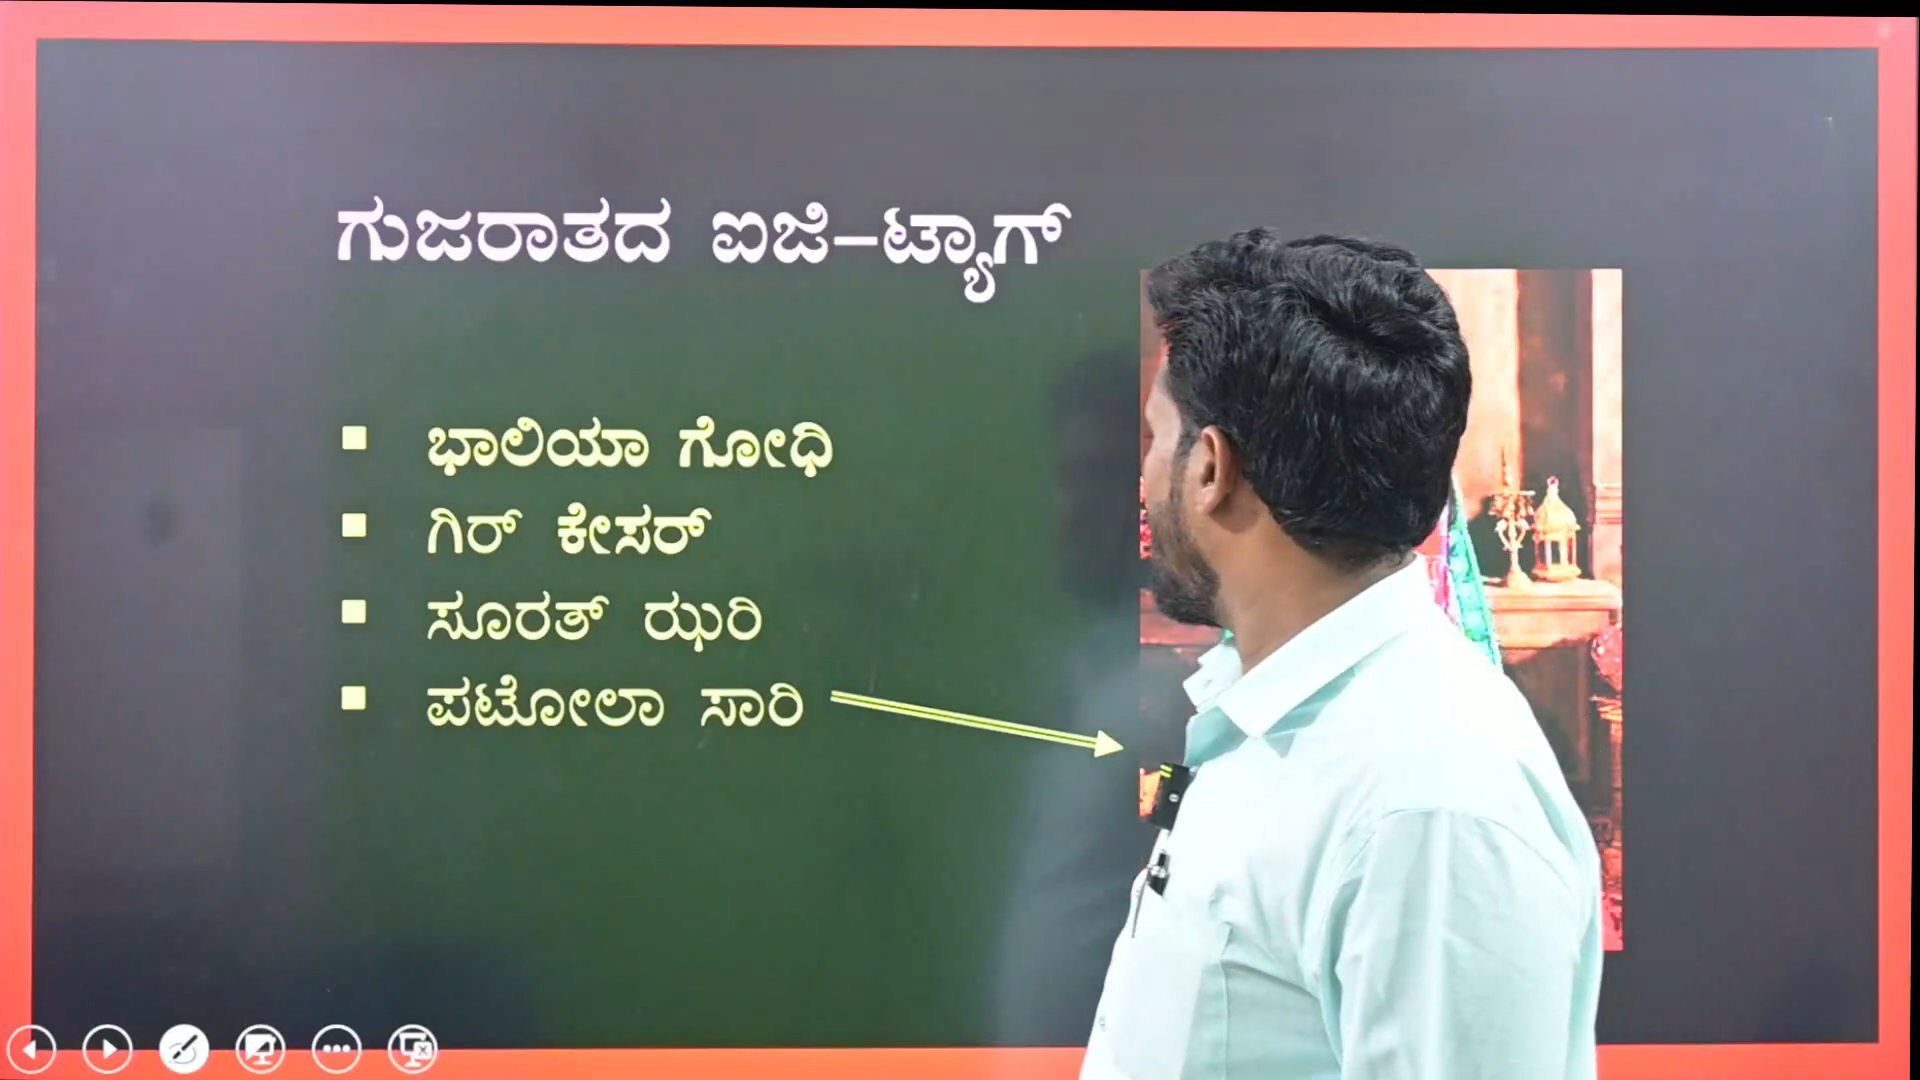 ಗುಜರಾತದ ಐಜಿ-ಟ್ಯಾಗ್
ಭಾಲಿಯಾ ಗೋಧಿ
ಗಿರ್ ಕೇಸರ್
ಸೂರತ್ ಝರಿ
ಪಟೋಲಾ ಸಾರಿ